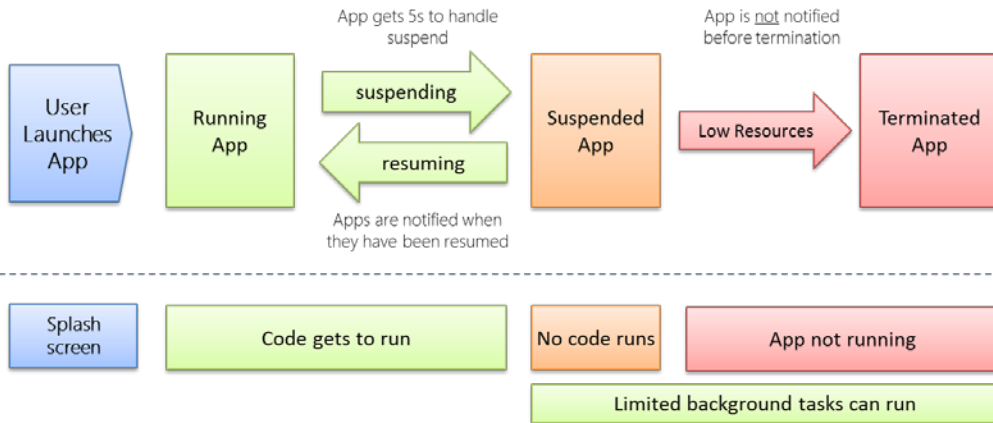 App gets 5s to handle
suspend
App is not notified
before termination
User
Launches
App
Running
App
suspending
resuming
Suspended
App
Low Resources
Terminated
App
Apps are notified when
they have been resumed
Splash
screen
Code gets to run
No code runs
App not running
Limited background tasks can run